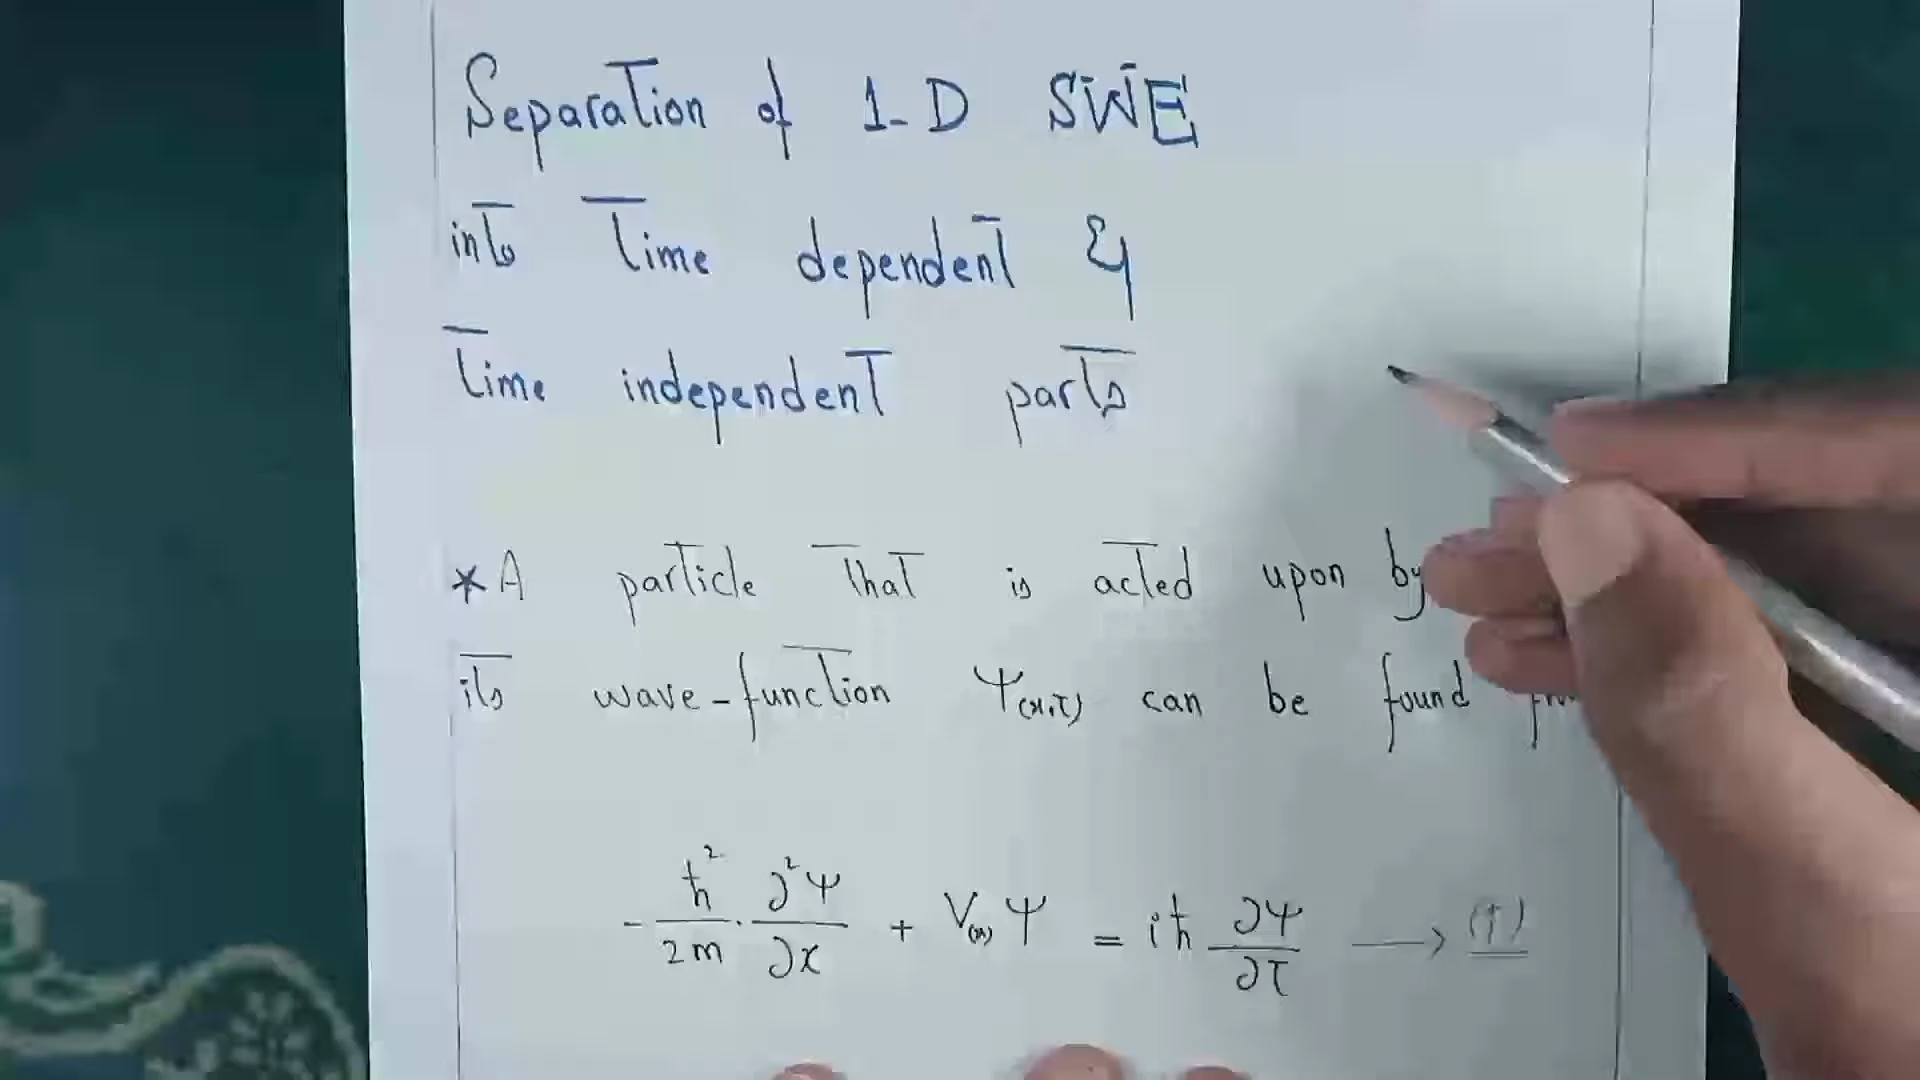 Separation of 1-D SWE
into Time dependent &
Time independent parts
* A particle that is acted upon by
its wave-function Ψ(x,t) can be found
- ħ²/2m · ∂²Ψ/∂x + V(x) Ψ = iħ ∂Ψ/∂t → (1)